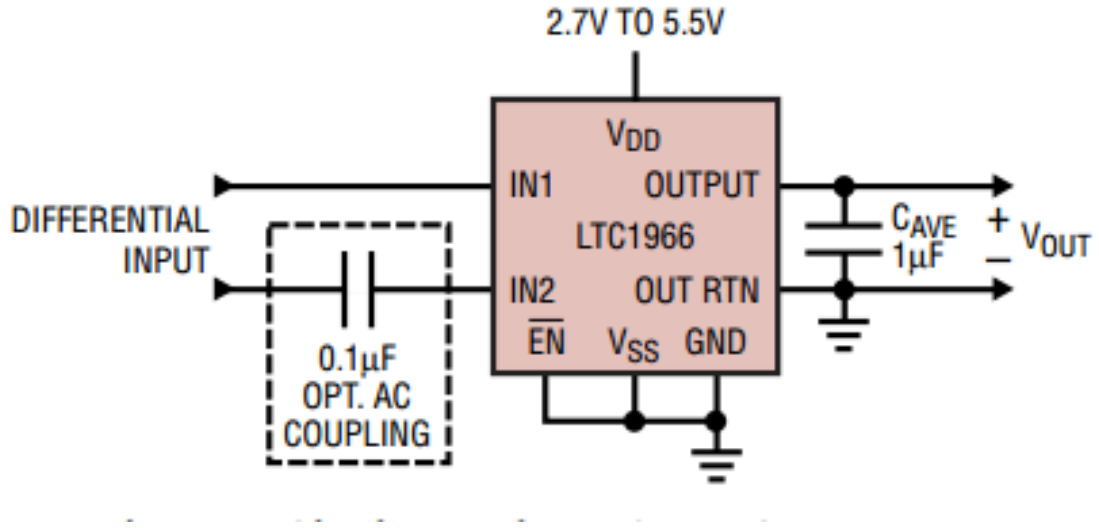 2.7V TO 5.5V
VDD
IN1
OUTPUT
DIFFERENTIAL
INPUT
LTC1966
CAVE
1µF
+
–
VOUT
IN2
OUT RTN
EN
VSS
GND
0.1µF
OPT. AC
COUPLING